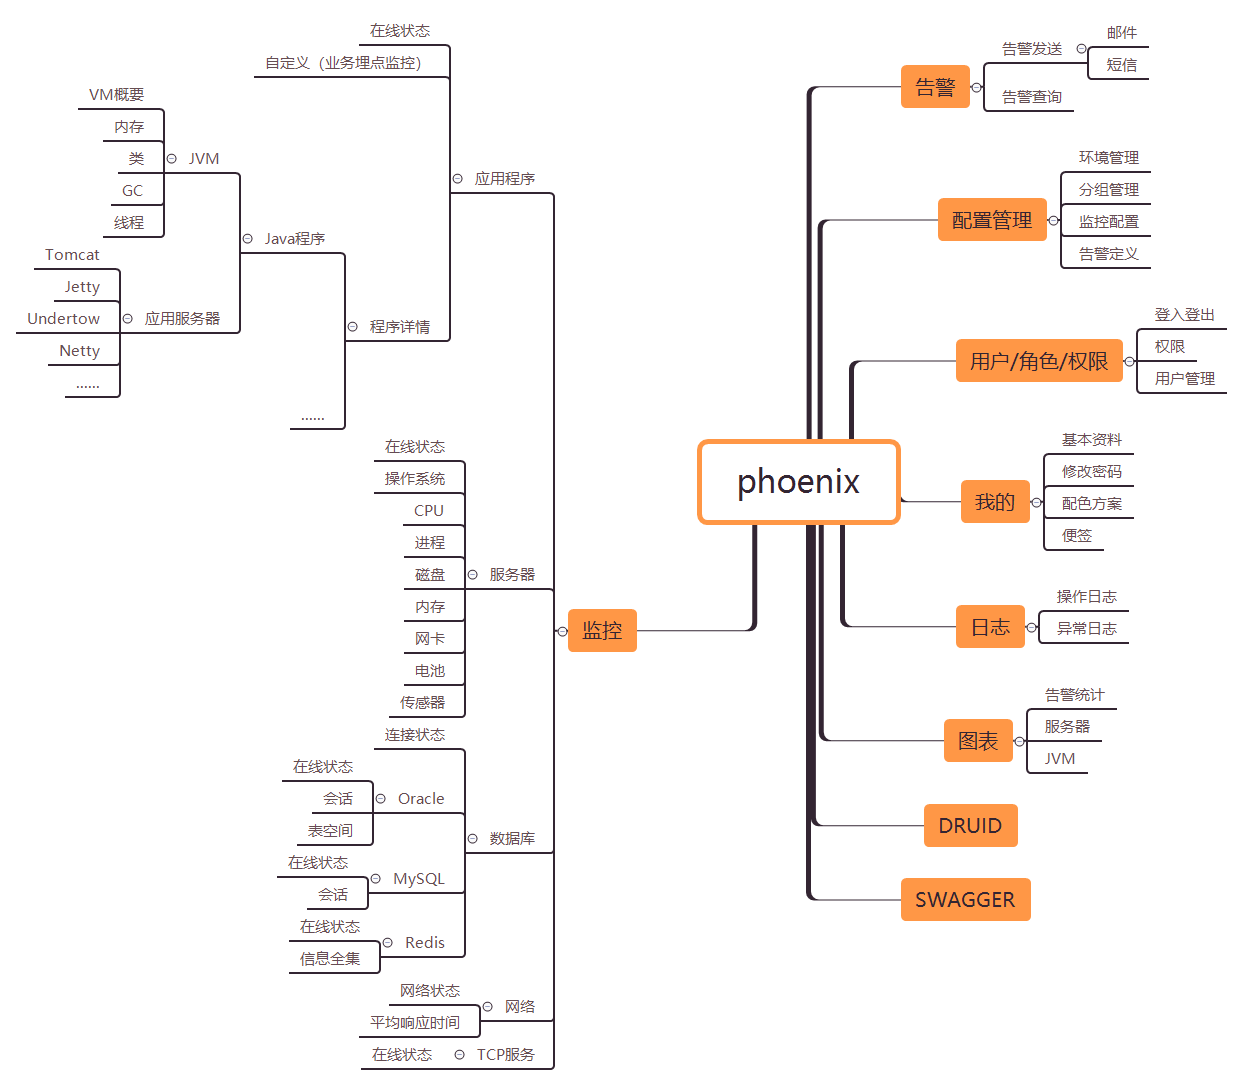 phoenix
告警
告警发送
邮件
短信
告警查询
配置管理
环境管理
分组管理
监控配置
告警定义
用户/角色/权限
登入登出
权限
用户管理
我的
基本资料
修改密码
配色方案
便签
日志
操作日志
异常日志
图表
告警统计
服务器
JVM
DRUID
SWAGGER
监控
应用程序
在线状态
自定义（业务埋点监控）
程序详情
Java程序
JVM
VM概要
内存
类
GC
线程
应用服务器
Tomcat
Jetty
Undertow
Netty
......
......
服务器
在线状态
操作系统
CPU
进程
磁盘
内存
网卡
电池
传感器
数据库
连接状态
Oracle
在线状态
会话
表空间
MySQL
在线状态
会话
Redis
在线状态
信息全集
网络
网络状态
平均响应时间
TCP服务
在线状态